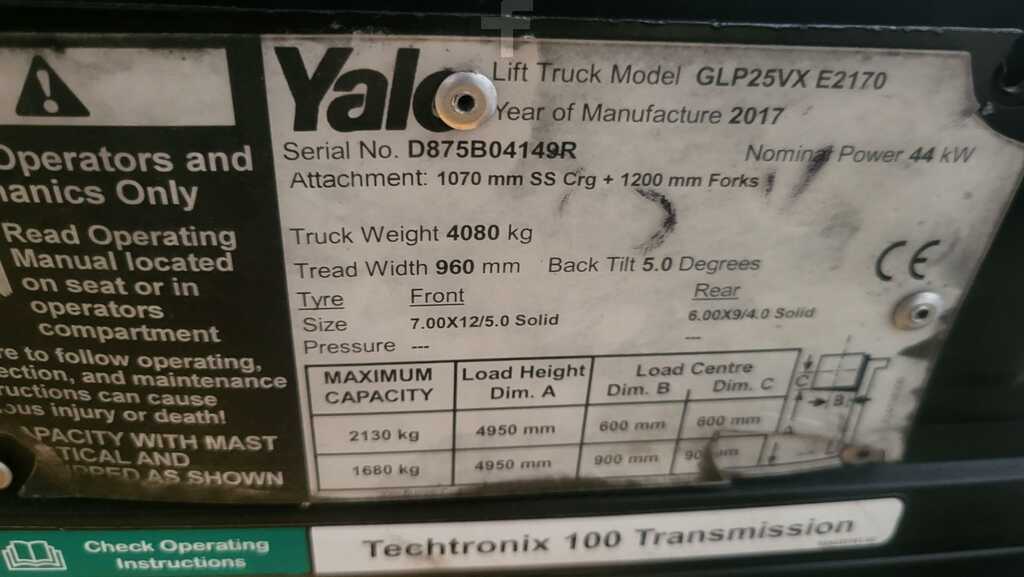 Yale
Lift Truck Model GLP25VX E2170
Year of Manufacture 2017
Serial No. D875B04149R
Nominal Power 44 kW
Attachment: 1070 mm SS Crg + 1200 mm Forks
Truck Weight 4080 kg
Tread Width 960 mm Back Tilt 5.0 Degrees
Tyre Front Rear
Size 7.00X12/5.0 Solid 6.00X9/4.0 Solid
Pressure --- ---
MAXIMUM CAPACITY Load Height Dim. A Load Centre Dim. B Dim. C
2130 kg 4950 mm 600 mm 600 mm
1680 kg 4950 mm 900 mm
C
B
A
CE
Operators and
anics Only
Read Operating
Manual located
on seat or in
operators
compartment
re to follow operating,
ection, and maintenance
ructions can cause
ous injury or death!
PACITY WITH MAST
TICAL AND
PPED AS SHOWN
Check Operating
Instructions
Techtronix 100 Transmission